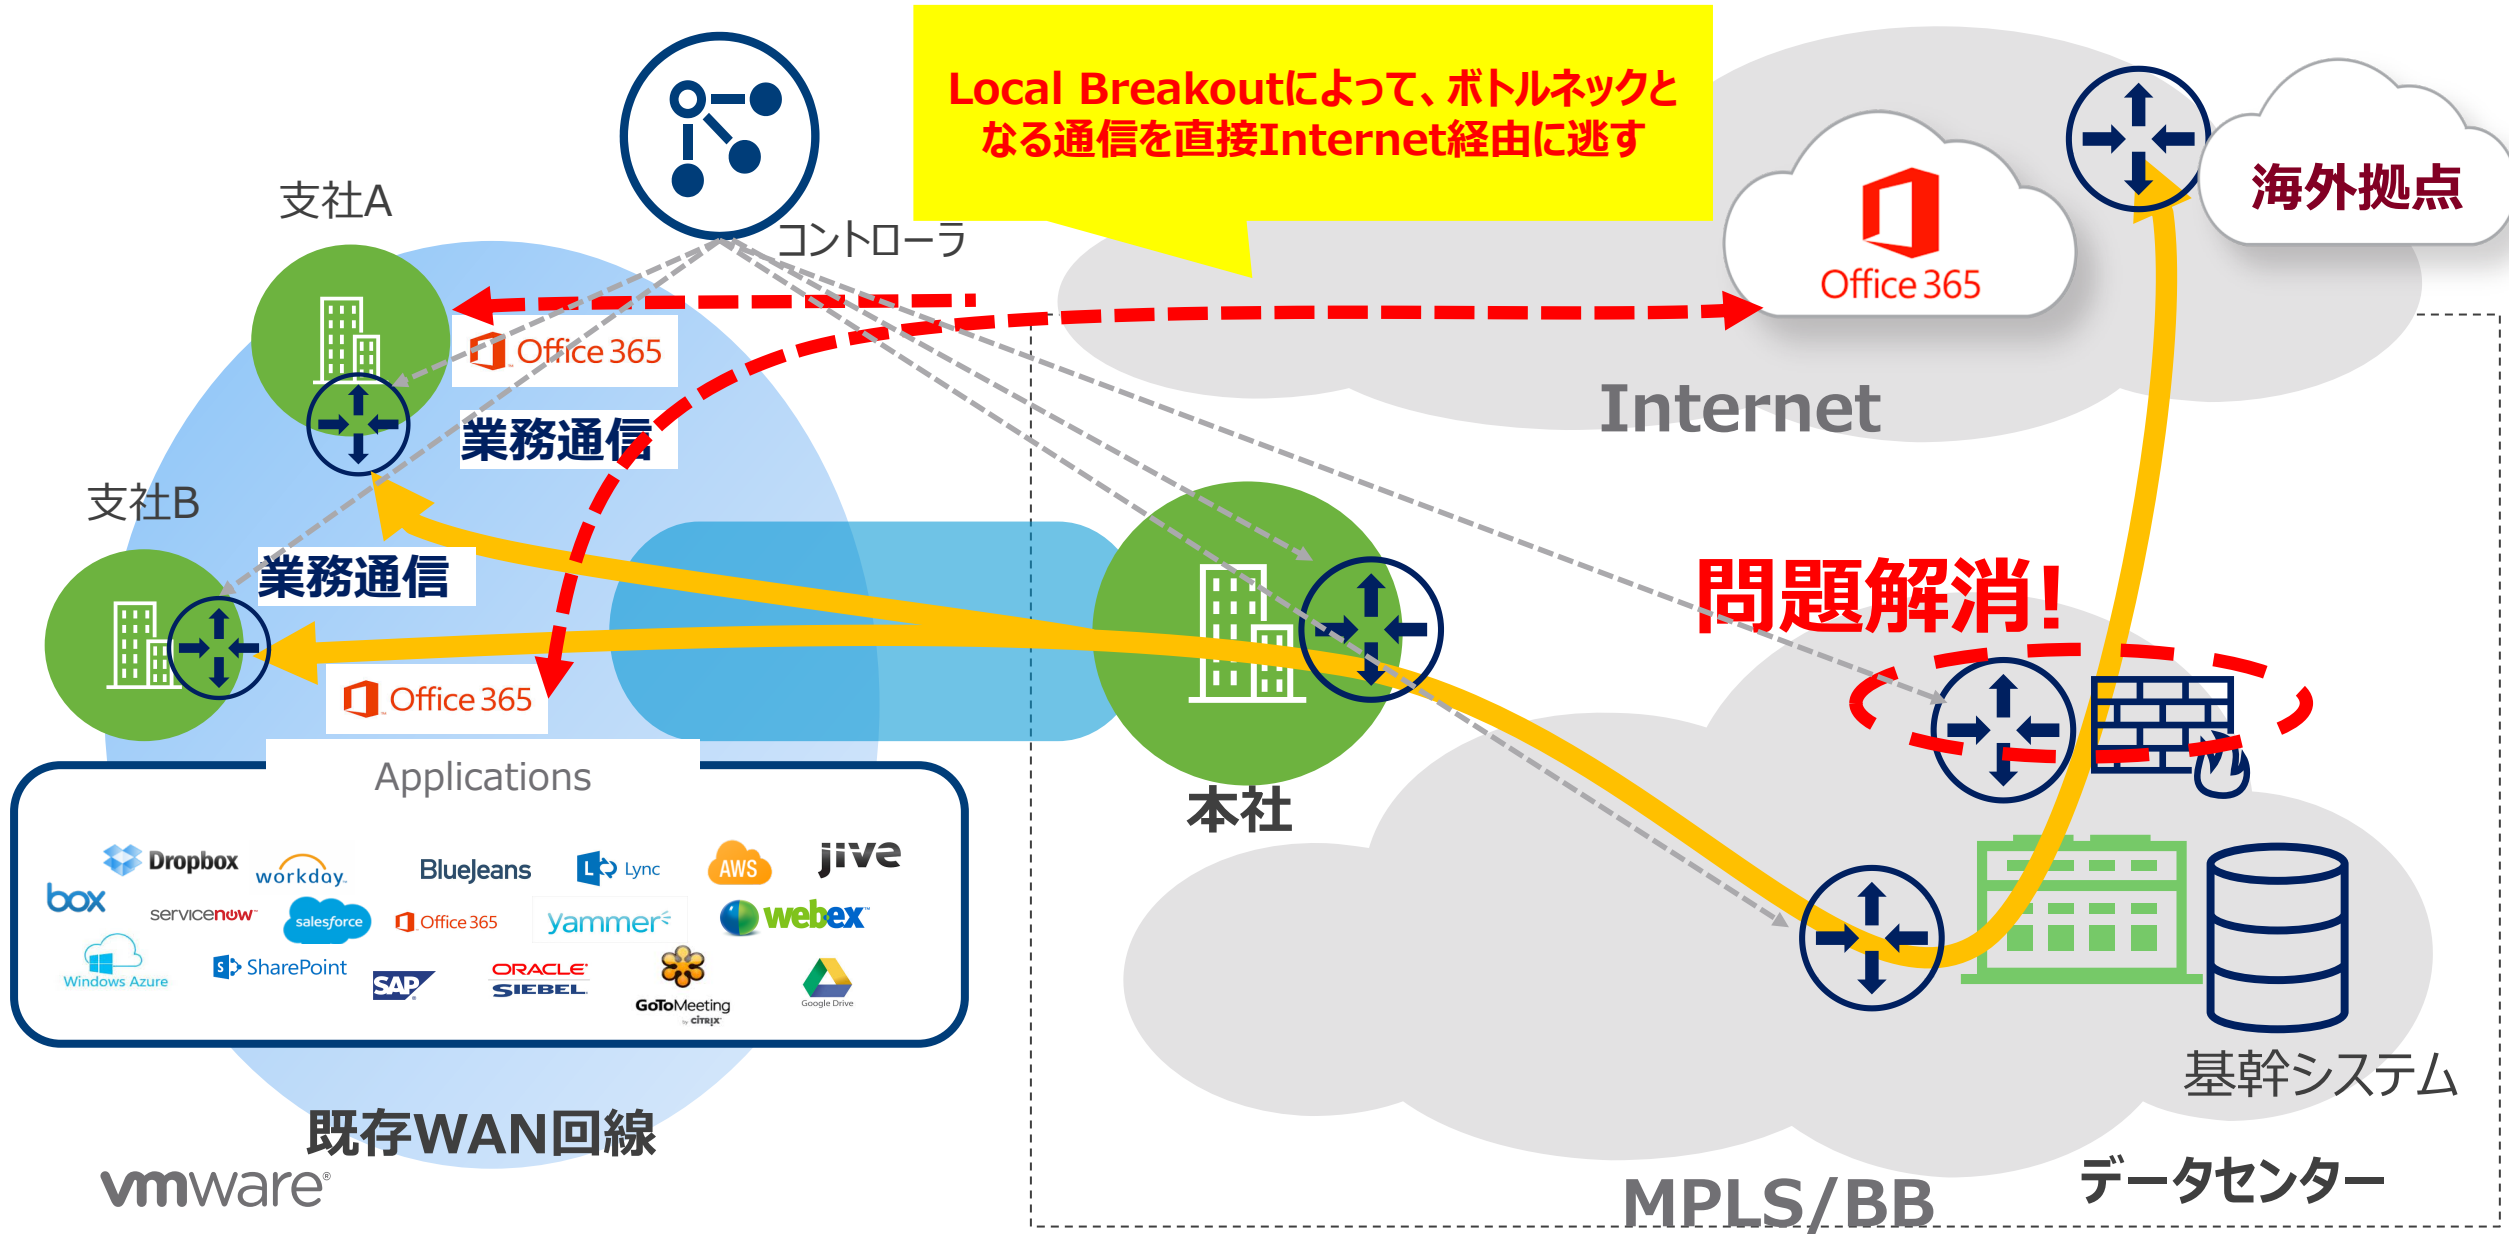 Local Breakoutによって、ボトルネックと
なる通信を直接Internet経由に逃す
海外拠点
支社A
コントローラ
Office 365
Office 365
業務通信
Internet
支社B
業務通信
問題解消!
Office 365
Applications
本社
Dropbox
workday
BlueJeans
Lync
AWS
jive
box
servicenow
salesforce
Office 365
yammer
webex
Windows Azure
SharePoint
SAP
ORACLE
SIEBEL
GoToMeeting
by CITRIX
Google Drive
基幹システム
既存WAN回線
データセンター
vmware®
MPLS/BB